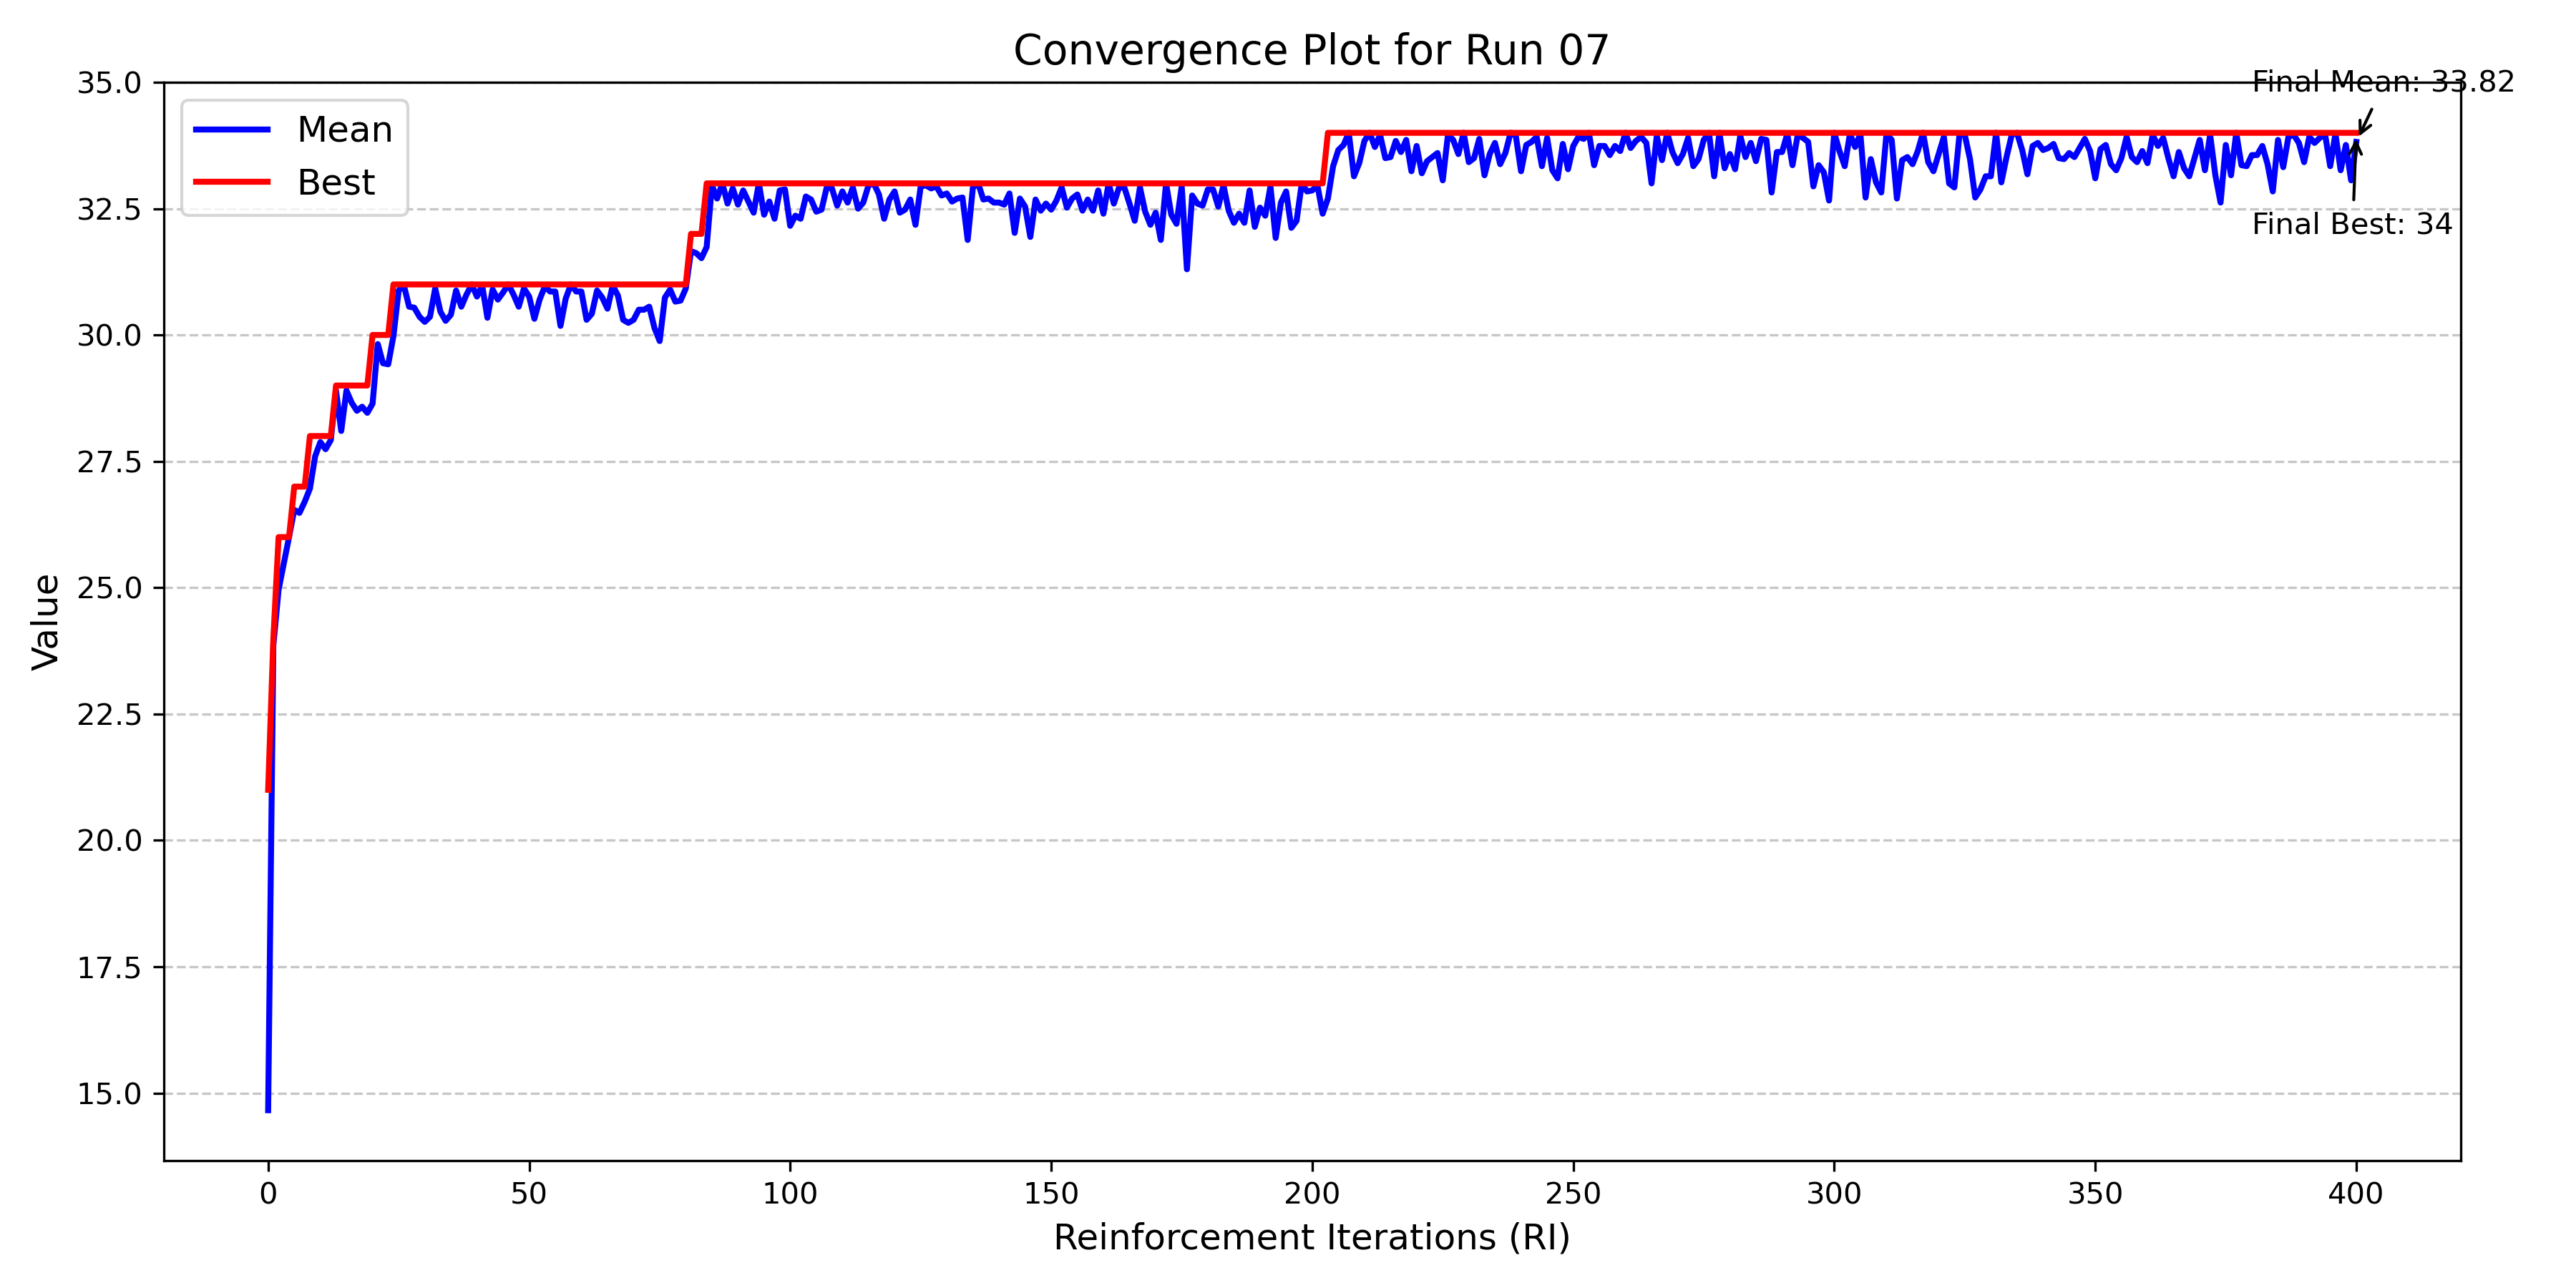 Convergence Plot for Run 07
Final Mean: 33.82
Mean
Best
Final Best: 34
35.0
32.5
30.0
27.5
25.0
22.5
20.0
17.5
15.0
Value
0 50 100 150 200 250 300 350 400
Reinforcement Iterations (RI)